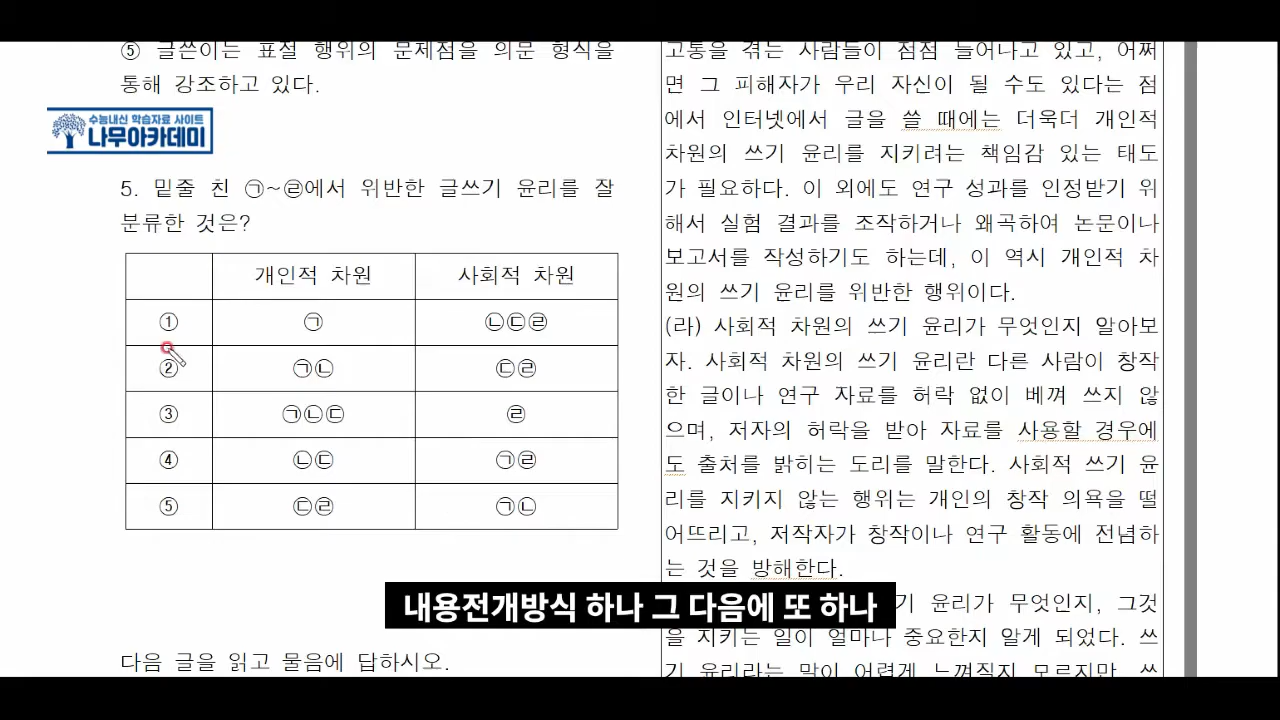 ⑤ 글쓴이는 표절 행위의 문제점을 의문 형식을
통해 강조하고 있다.
수능내신 학습자료 사이트
나무아카데미
5. 밑줄 친 ㉠~㉣에서 위반한 글쓰기 윤리를 잘
분류한 것은?
개인적 차원 사회적 차원
① ㉠ ㉡㉢㉣
② ㉠㉡ ㉢㉣
③ ㉠㉡㉢ ㉣
④ ㉡㉢ ㉠㉣
⑤ ㉢㉣ ㉠㉡
다음 글을 읽고 물음에 답하시오.
고통을 겪는 사람들이 점점 늘어나고 있고, 어쩌
면 그 피해자가 우리 자신이 될 수도 있다는 점
에서 인터넷에서 글을 쓸 때에는 더욱더 개인적
차원의 쓰기 윤리를 지키려는 책임감 있는 태도
가 필요하다. 이 외에도 연구 성과를 인정받기 위
해서 실험 결과를 조작하거나 왜곡하여 논문이나
보고서를 작성하기도 하는데, 이 역시 개인적 차
원의 쓰기 윤리를 위반한 행위이다.
(라) 사회적 차원의 쓰기 윤리가 무엇인지 알아보
자. 사회적 차원의 쓰기 윤리란 다른 사람이 창작
한 글이나 연구 자료를 허락 없이 베껴 쓰지 않
으며, 저자의 허락을 받아 자료를 사용할 경우에
도 출처를 밝히는 도리를 말한다. 사회적 쓰기 윤
리를 지키지 않는 행위는 개인의 창작 의욕을 떨
어뜨리고, 저작자가 창작이나 연구 활동에 전념하
는 것을 방해한다.
기 윤리가 무엇인지, 그것
을 지키는 일이 얼마나 중요한지 알게 되었다. 쓰
기 윤리라는 말이 어렵게 느껴질지 모르지만, 쓰
내용전개방식 하나 그 다음에 또 하나